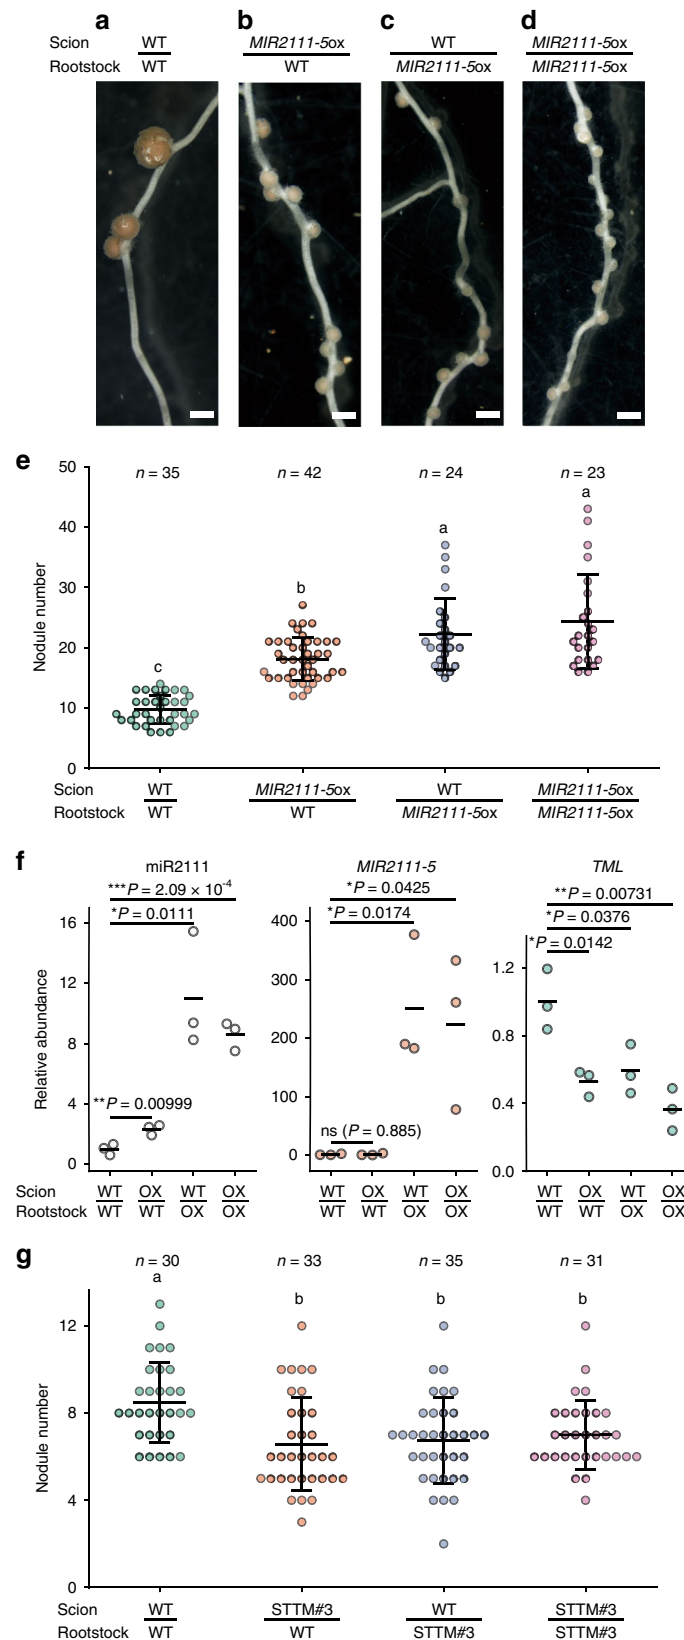 a b c d
Scion WT MIR2111-5ox WT MIR2111-5ox
Rootstock WT WT MIR2111-5ox MIR2111-5ox
e
50 n = 35 n = 42 n = 24 n = 23
a
40 a
b
30
Nodule number
20
c
10
0
Scion WT MIR2111-5ox WT MIR2111-5ox
Rootstock WT WT MIR2111-5ox MIR2111-5ox
f miR2111 MIR2111-5 TML
***P = 2.09 × 10-4 *P = 0.0425 **P = 0.00731
*P = 0.0111 *P = 0.0174 *P = 0.0376
*P = 0.0142
16 400
12 300 1.2
Relative abundance
8 200 0.8
4 100 0.4
**P = 0.00999 ns (P = 0.885)
0 0 0.0
Scion WT OX WT OX WT OX WT OX WT OX WT OX
Rootstock WT WT OX OX WT WT OX OX WT WT OX OX
g n = 30 n = 33 n = 35 n = 31
a b b b
12
8
Nodule number
4
0
Scion WT STTM#3 WT STTM#3
Rootstock WT WT STTM#3 STTM#3